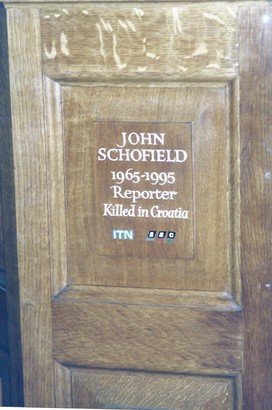 JOHN
SCHOFIELD
1965-1995
Reporter
Killed in Croatia
ITN BBC